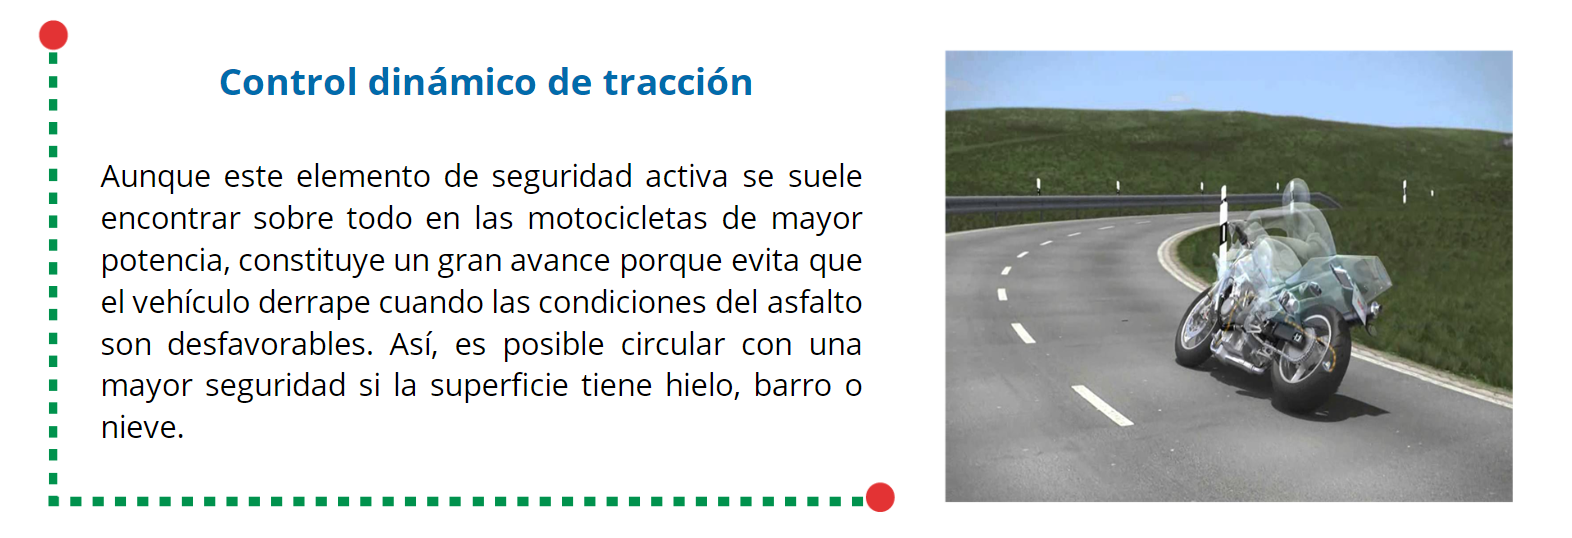 Control dinámico de tracción
Aunque este elemento de seguridad activa se suele
encontrar sobre todo en las motocicletas de mayor
potencia, constituye un gran avance porque evita que
el vehículo derrape cuando las condiciones del asfalto
son desfavorables. Así, es posible circular con una
mayor seguridad si la superficie tiene hielo, barro o
nieve.